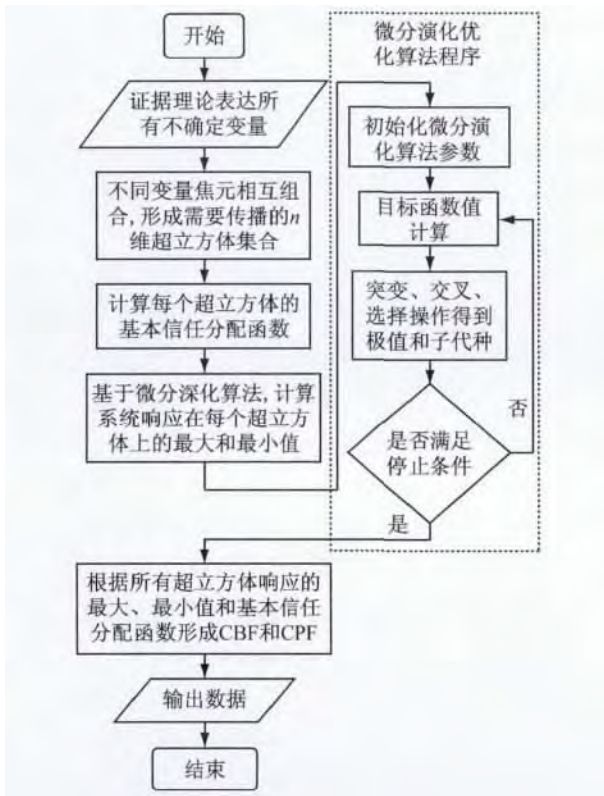 开始
证据理论表达所
有不确定变量
不同变量焦元相互组
合,形成需要传播的n
维超立方体集合
计算每个超立方体的
基本信任分配函数
基于微分深化算法,计算
系统响应在每个超立方
体上的最大和最小值
微分演化优
化算法程序
初始化微分演
化算法参数
目标函数值
计算
突变、交叉、
选择操作得到
极值和子代种
是否满足
停止条件
否
是
根据所有超立方体响应的
最大、最小值和基本信任
分配函数形成CBF和CPF
输出数据
结束